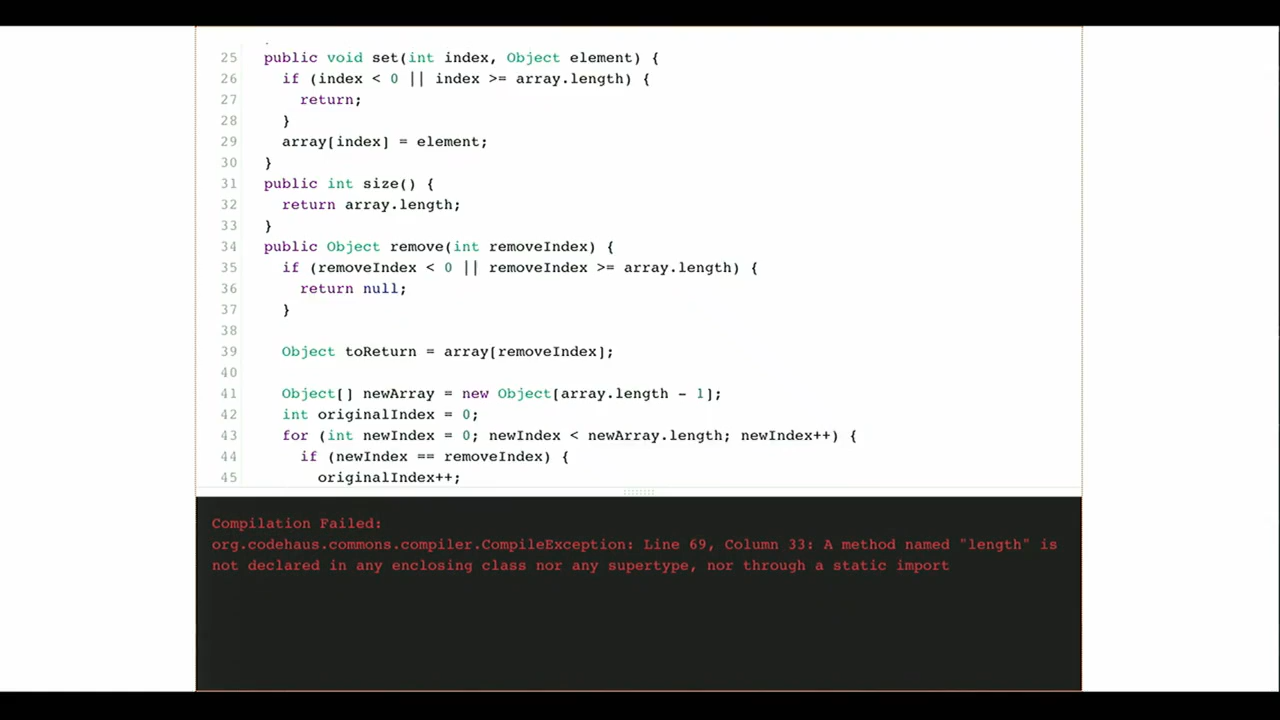 25 public void set(int index, Object element) {
26 if (index < 0 || index >= array.length) {
27 return;
28 }
29 array[index] = element;
30 }
31 public int size() {
32 return array.length;
33 }
34 public Object remove(int removeIndex) {
35 if (removeIndex < 0 || removeIndex >= array.length) {
36 return null;
37 }
38
39 Object toReturn = array[removeIndex];
40
41 Object[] newArray = new Object[array.length - 1];
42 int originalIndex = 0;
43 for (int newIndex = 0; newIndex < newArray.length; newIndex++) {
44 if (newIndex == removeIndex) {
45 originalIndex++;
Compilation Failed:
org.codehaus.commons.compiler.CompileException: Line 69, Column 33: A method named "length" is
not declared in any enclosing class nor any supertype, nor through a static import